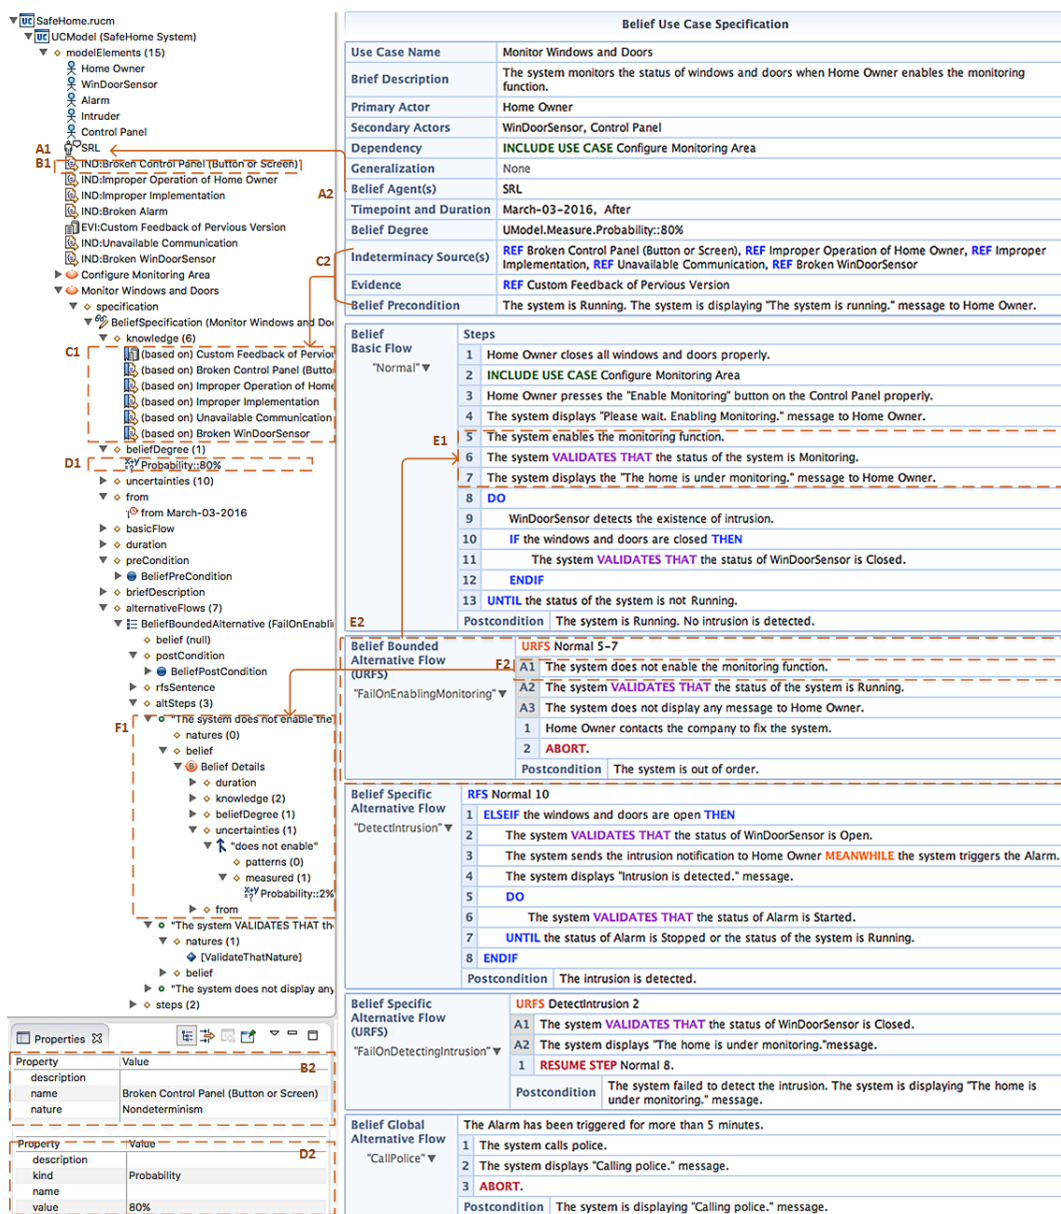 SafeHome.rucm
UCModel (SafeHome System)
modelElements (15)
Home Owner
WinDoorSensor
Alarm
Intruder
Control Panel
A1 SRL
B1 IND:Broken Control Panel (Button or Screen)
IND:Improper Operation of Home Owner
IND:Improper Implementation
IND:Broken Alarm
EVI:Custom Feedback of Pervious Version
IND:Unavailable Communication
IND:Broken WinDoorSensor
Configure Monitoring Area
Monitor Windows and Doors
specification
BeliefSpecification (Monitor Windows and Doo
knowledge (6)
C1
(based on) Custom Feedback of Perviou
(based on) Broken Control Panel (Butto
(based on) Improper Operation of Home
(based on) Improper Implementation
(based on) Unavailable Communication
(based on) Broken WinDoorSensor
beliefDegree (1)
D1 Probability::80%
uncertainties (10)
from
from March-03-2016
basicFlow
duration
preCondition
BeliefPreCondition
briefDescription
alternativeFlows (7)
BeliefBoundedAlternative (FailOnEnabli
belief (null)
postCondition
BeliefPostCondition
rfsSentence
altSteps (3)
F1 "The system does not enable the
natures (0)
belief
Belief Details
duration
knowledge (2)
beliefDegree (1)
uncertainties (1)
"does not enable"
patterns (0)
measured (1)
Probability::2%
from
"The system VALIDATES THAT the
natures (1)
[ValidateThatNature]
belief
"The system does not display any
steps (2)
Properties
B2
Property Value
description
name Broken Control Panel (Button or Screen)
nature Nondeterminism
D2
Property Value
description
kind Probability
name
value 80%
Belief Use Case Specification
Use Case Name Monitor Windows and Doors
Brief Description The system monitors the status of windows and doors when Home Owner enables the monitoring
function.
Primary Actor Home Owner
Secondary Actors WinDoorSensor, Control Panel
Dependency INCLUDE USE CASE Configure Monitoring Area
Generalization None
A2 Belief Agent(s) SRL
Timepoint and Duration March-03-2016, After
Belief Degree UModel.Measure.Probability::80%
C2 Indeterminacy Source(s) REF Broken Control Panel (Button or Screen), REF Improper Operation of Home Owner, REF Improper
Implementation, REF Unavailable Communication, REF Broken WinDoorSensor
Evidence REF Custom Feedback of Pervious Version
Belief Precondition The system is Running. The system is displaying "The system is running." message to Home Owner.
Belief
Basic Flow
"Normal"
Steps
1 Home Owner closes all windows and doors properly.
2 INCLUDE USE CASE Configure Monitoring Area
3 Home Owner presses the "Enable Monitoring" button on the Control Panel properly.
4 The system displays "Please wait. Enabling Monitoring." message to Home Owner.
E1
5 The system enables the monitoring function.
6 The system VALIDATES THAT the status of the system is Monitoring.
7 The system displays the "The home is under monitoring." message to Home Owner.
8 DO
9 WinDoorSensor detects the existence of intrusion.
10 IF the windows and doors are closed THEN
11 The system VALIDATES THAT the status of WinDoorSensor is Closed.
12 ENDIF
13 UNTIL the status of the system is not Running.
Postcondition The system is Running. No intrusion is detected.
E2
Belief Bounded
Alternative Flow
(URFS)
"FailOnEnablingMonitoring"
URFS Normal 5-7
F2 A1 The system does not enable the monitoring function.
A2 The system VALIDATES THAT the status of the system is Running.
A3 The system does not display any message to Home Owner.
1 Home Owner contacts the company to fix the system.
2 ABORT.
Postcondition The system is out of order.
Belief Specific
Alternative Flow
"DetectIntrusion"
RFS Normal 10
1 ELSEIF the windows and doors are open THEN
2 The system VALIDATES THAT the status of WinDoorSensor is Open.
3 The system sends the intrusion notification to Home Owner MEANWHILE the system triggers the Alarm.
4 The system displays "Intrusion is detected." message.
5 DO
6 The system VALIDATES THAT the status of Alarm is Started.
7 UNTIL the status of Alarm is Stopped or the status of the system is Running.
8 ENDIF
Postcondition The intrusion is detected.
Belief Specific
Alternative Flow
(URFS)
"FailOnDetectingIntrusion"
URFS DetectIntrusion 2
A1 The system VALIDATES THAT the status of WinDoorSensor is Closed.
A2 The system displays "The home is under monitoring."message.
1 RESUME STEP Normal 8.
Postcondition The system failed to detect the intrusion. The system is displaying "The home is
under monitoring." message.
Belief Global
Alternative Flow
"CallPolice"
The Alarm has been triggered for more than 5 minutes.
1 The system calls police.
2 The system displays "Calling police." message.
3 ABORT.
Postcondition The system is displaying "Calling police." message.